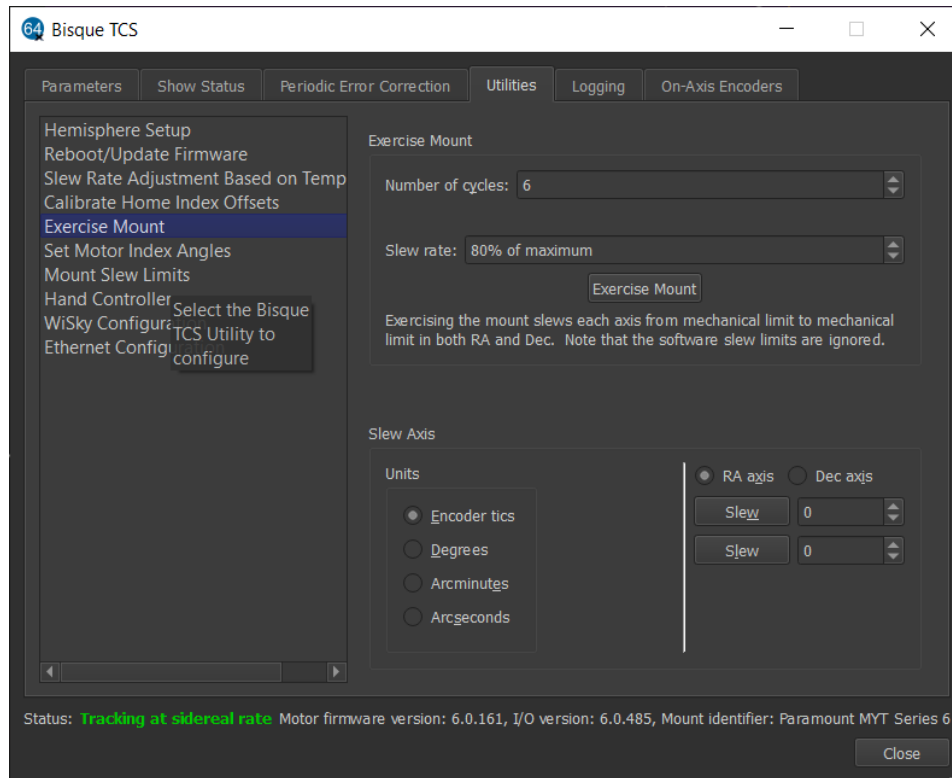 64 Bisque TCS
Parameters Show Status Periodic Error Correction Utilities Logging On-Axis Encoders
Hemisphere Setup
Reboot/Update Firmware
Slew Rate Adjustment Based on Temp
Calibrate Home Index Offsets
Exercise Mount
Set Motor Index Angles
Mount Slew Limits
Hand Controller
WiSky Configur
Ethernet Config
Select the Bisque
TCS Utility to
configure
Exercise Mount
Number of cycles: 6
Slew rate: 80% of maximum
Exercise Mount
Exercising the mount slews each axis from mechanical limit to mechanical
limit in both RA and Dec. Note that the software slew limits are ignored.
Slew Axis
Units
Encoder tics
Degrees
Arcminutes
Arcseconds
RA axis Dec axis
Slew 0
Slew 0
Status: Tracking at sidereal rate Motor firmware version: 6.0.161, I/O version: 6.0.485, Mount identifier: Paramount MYT Series 6
Close